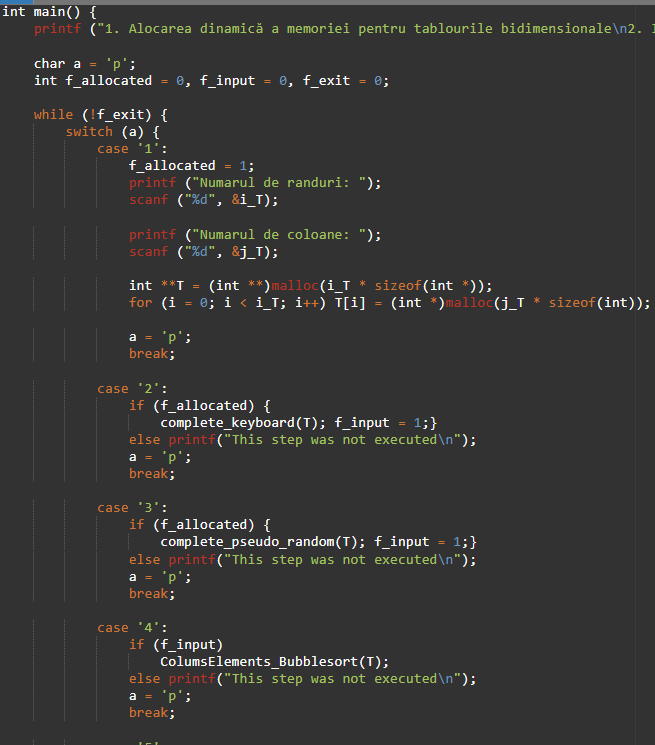 int main() {
    printf ("1. Alocarea dinamică a memoriei pentru tablourile bidimensionale\n2.

    char a = 'p';
    int f_allocated = 0, f_input = 0, f_exit = 0;

    while (!f_exit) {
        switch (a) {
            case '1':
                f_allocated = 1;
                printf ("Numarul de randuri: ");
                scanf ("%d", &i_T);

                printf ("Numarul de coloane: ");
                scanf ("%d", &j_T);

                int **T = (int **)malloc(i_T * sizeof(int *));
                for (i = 0; i < i_T; i++) T[i] = (int *)malloc(j_T * sizeof(int));

                a = 'p';
                break;

            case '2':
                if (f_allocated) {
                    complete_keyboard(T); f_input = 1;}
                else printf("This step was not executed\n");
                a = 'p';
                break;

            case '3':
                if (f_allocated) {
                    complete_pseudo_random(T); f_input = 1;}
                else printf("This step was not executed\n");
                a = 'p';
                break;

            case '4':
                if (f_input)
                    ColumsElements_Bubblesort(T);
                else printf("This step was not executed\n");
                a = 'p';
                break;